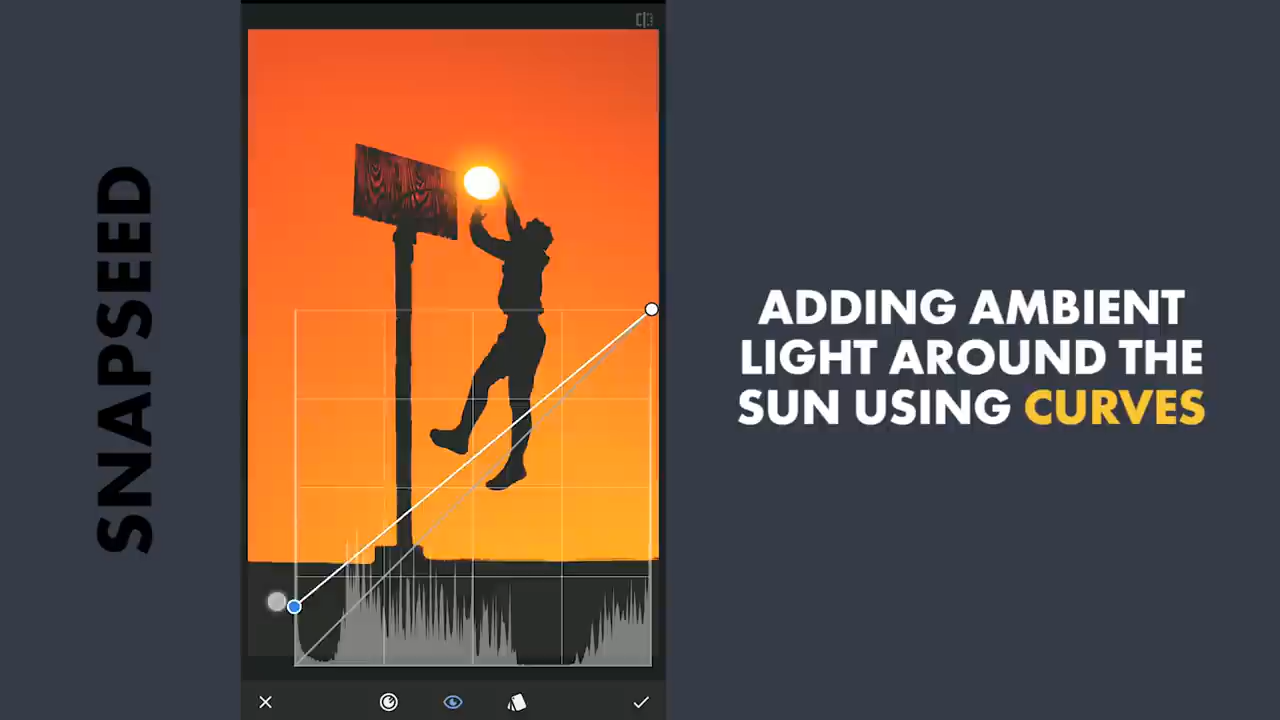 SNAPSEED
ADDING AMBIENT
LIGHT AROUND THE
SUN USING CURVES